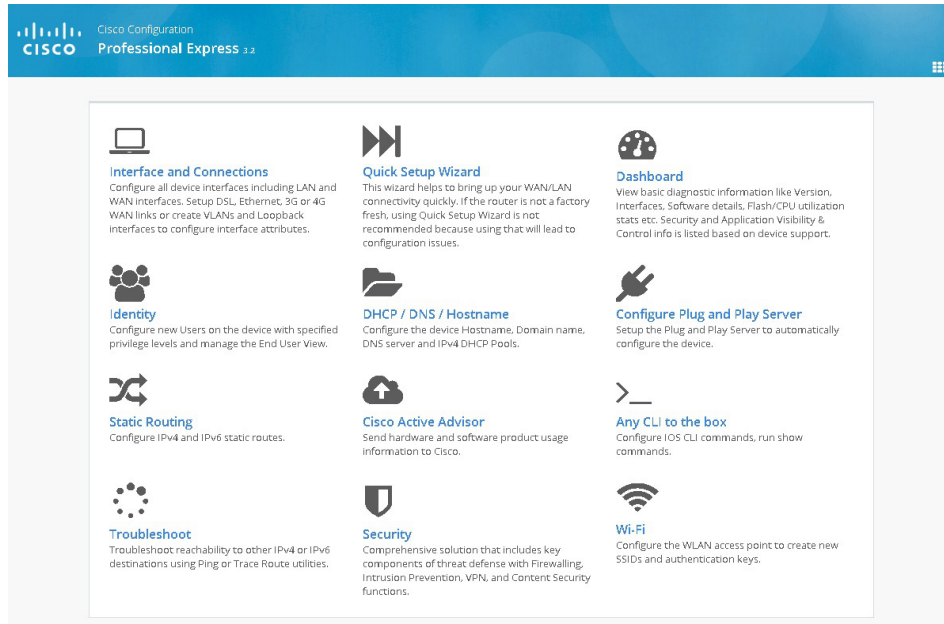 CISCO
Cisco Configuration
Professional Express 3.2
Interface and Connections
Configure all device interfaces including LAN and
WAN interfaces. Setup DSL, Ethernet, 3G or 4G
WAN links or create VLANs and Loopback
interfaces to configure interface attributes.
Quick Setup Wizard
This wizard helps to bring up your WAN/LAN
connectivity quickly. If the router is not a factory
fresh, using Quick Setup Wizard is not
recommended because using that will lead to
configuration issues.
Dashboard
View basic diagnostic information like Version,
Interfaces, Software details, Flash/CPU utilization
stats etc. Security and Application Visibility &
Control info is listed based on device support.
Identity
Configure new Users on the device with specified
privilege levels and manage the End User View.
DHCP / DNS / Hostname
Configure the device Hostname, Domain name,
DNS server and IPv4 DHCP Pools.
Configure Plug and Play Server
Setup the Plug and Play Server to automatically
configure the device.
Static Routing
Configure IPv4 and IPv6 static routes.
Cisco Active Advisor
Send hardware and software product usage
information to Cisco.
Any CLI to the box
Configure IOS CLI commands, run show
commands.
Troubleshoot
Troubleshoot reachability to other IPv4 or IPv6
destinations using Ping or Trace Route utilities.
Security
Comprehensive solution that includes key
components of threat defense with Firewalling,
Intrusion Prevention, VPN, and Content Security
functions.
Wi-Fi
Configure the WLAN access point to create new
SSIDs and authentication keys.